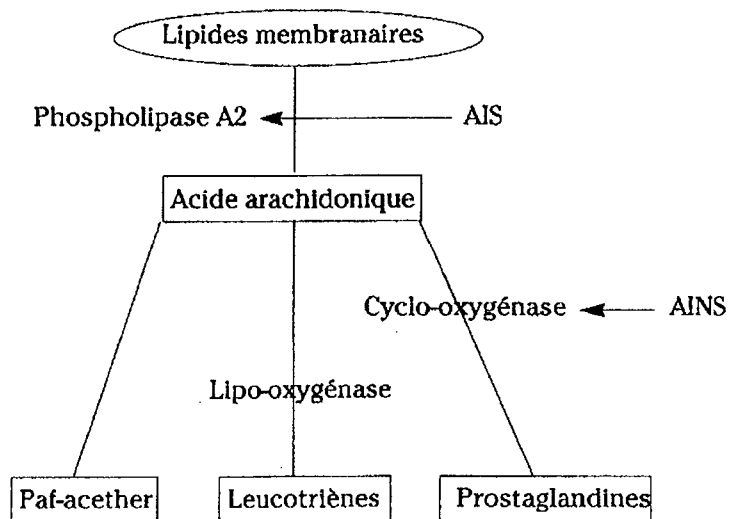 Lipides membranaires
Phospholipase A2 AIS
Acide arachidonique
Cyclo-oxygénase AINS
Lipo-oxygénase
Paf-acether Leucotriènes Prostaglandines